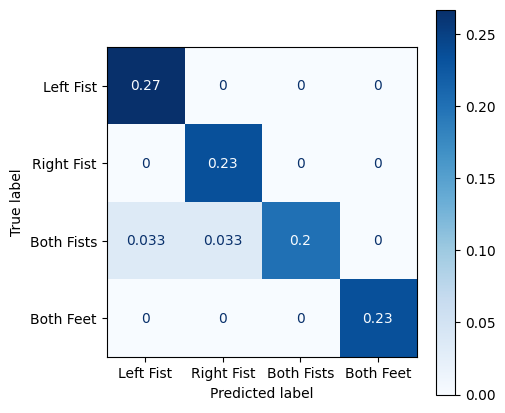 Left Fist 0.27 0 0 0
Right Fist 0 0.23 0 0
Both Fists 0.033 0.033 0.2 0
Both Feet 0 0 0 0.23
Left Fist Right Fist Both Fists Both Feet
Predicted label
True label
0.25
0.20
0.15
0.10
0.05
0.00